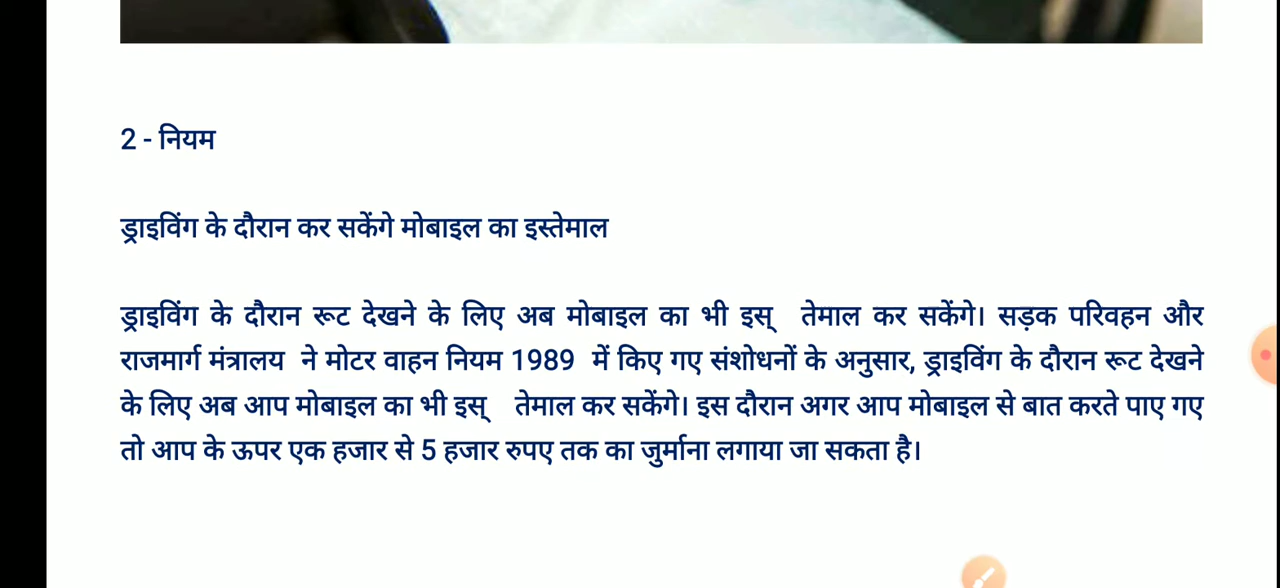 2 - नियम
ड्राइविंग के दौरान कर सकेंगे मोबाइल का इस्तेमाल
ड्राइविंग के दौरान रूट देखने के लिए अब मोबाइल का भी इस् तेमाल कर सकेंगे। सड़क परिवहन और
राजमार्ग मंत्रालय ने मोटर वाहन नियम 1989 में किए गए संशोधनों के अनुसार, ड्राइविंग के दौरान रूट देखने
के लिए अब आप मोबाइल का भी इस् तेमाल कर सकेंगे। इस दौरान अगर आप मोबाइल से बात करते पाए गए
तो आप के ऊपर एक हजार से 5 हजार रुपए तक का जुर्माना लगाया जा सकता है।